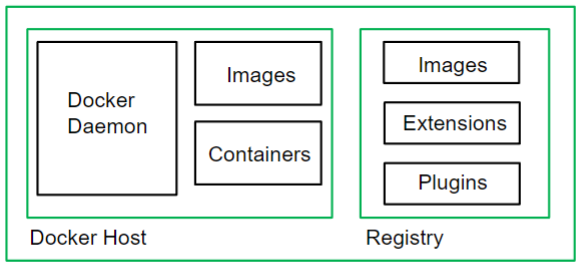 Docker
Daemon
Images
Containers
Docker Host
Images
Extensions
Plugins
Registry